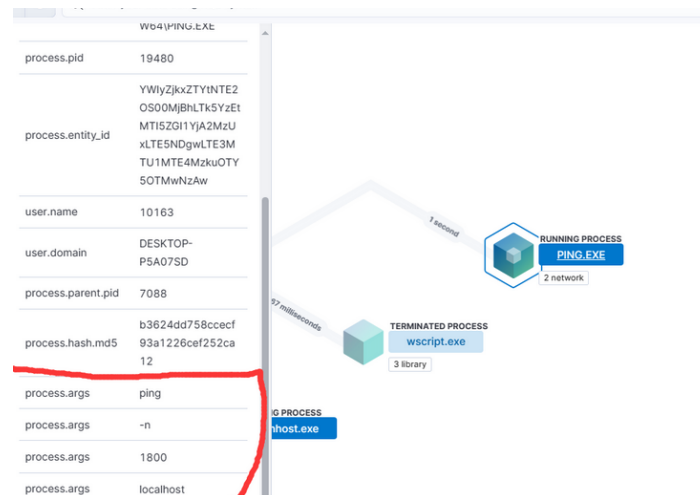 W64\PING.EXE
process.pid 19480
YWIyZjkxZTYtNTE2
OS00MjBhLTk5YzEt
MTI5ZGI1YjA2MzU
process.entity_id
xLTE5NDgwLTE3M
TU1MTE4MzkuOTY
5OTMwNzAw
user.name 10163
user.domain
DESKTOP-
P5A07SD
process.parent.pid 7088
process.hash.md5
b3624dd758ccecf
93a1226cef252ca
12
process.args ping
process.args -n
process.args 1800
process.args localhost
1 second
RUNNING PROCESS
PING.EXE
2 network
67 milliseconds
TERMINATED PROCESS
wscript.exe
3 library
G PROCESS
nhost.exe